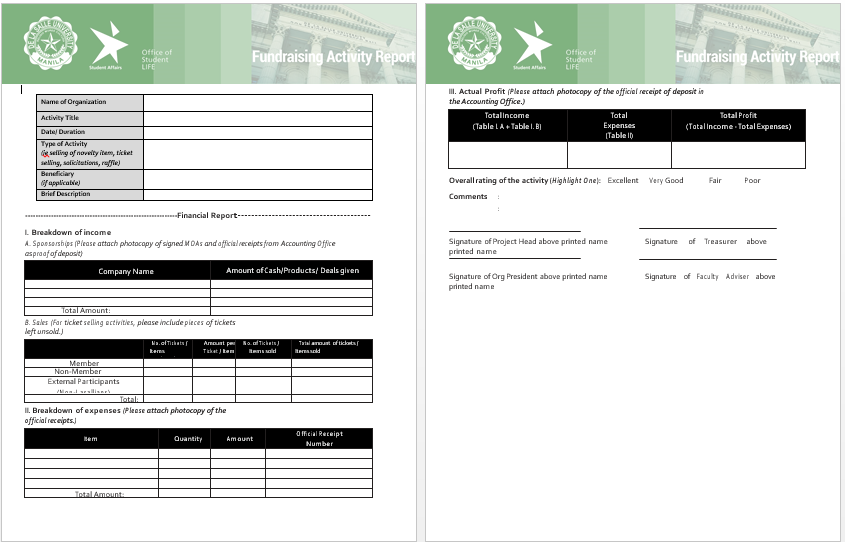 DE LA SALLE UNIVERSITY
MANILA
Student Affairs
Office of
Student
LIFE
Fundraising Activity Report
Name of Organization
Activity Title
Date/ Duration
Type of Activity
(ie selling of novelty item, ticket
selling, solicitations, raffle)
Beneficiary
(if applicable)
Brief Description
--------------------Financial Report--------------------
I. Breakdown of income
A. Sponsorships (Please attach photocopy of signed MOAs and official receipts from Accounting Office
as proof of deposit)
Company Name Amount of Cash/Products/ Deals given
Total Amount:
B. Sales (For ticket selling activities, please include pieces of tickets
left unsold.)
No. of Tickets / Amount per No. of Tickets / Total amount of tickets /
Items Ticket / Item Items sold Items sold
Member
Non-Member
External Participants
(Non-Lasallians)
Total:
II. Breakdown of expenses (Please attach photocopy of the
official receipts.)
Item Quantity Amount Official Receipt
Number
Total Amount:
DE LA SALLE UNIVERSITY
MANILA
Student Affairs
Office of
Student
LIFE
Fundraising Activity Report
III. Actual Profit (Please attach photocopy of the official receipt of deposit in
the Accounting Office.)
Total Income Total Total Profit
(Table I. A + Table I. B) Expenses (Total Income - Total Expenses)
(Table II)
Overall rating of the activity (Highlight One): Excellent Very Good Fair Poor
Comments :
:
Signature of Project Head above printed name Signature of Treasurer above
printed name
Signature of Org President above printed name Signature of Faculty Adviser above
printed name